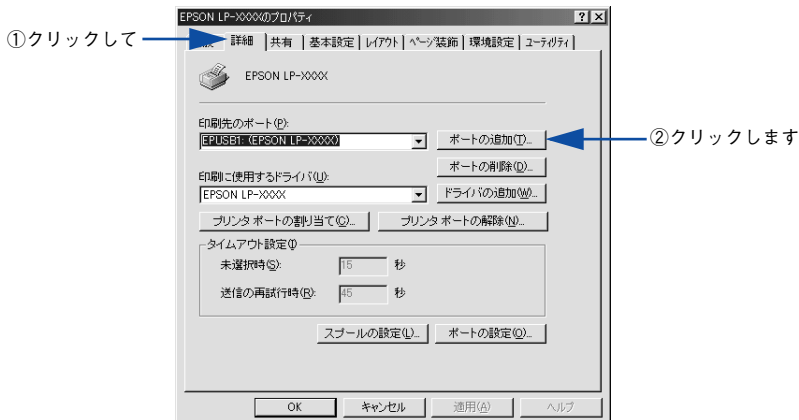 EPSON LP-XXXXのプロパティ
? ×
①クリックして
詳細 共有 基本設定 レイアウト ページ装飾 環境設定 ユーティリティ
EPSON LP-XXXX
印刷先のポート(P):
EPUSB1: (EPSON LP-XXXX) ポートの追加(T)...
②クリックします
ポートの削除(D)...
印刷に使用するドライバ(U):
EPSON LP-XXXX ドライバの追加(W)...
プリンタ ポートの割り当て(C)... プリンタ ポートの解除(N)...
タイムアウト設定()
未選択時(S): 15 秒
送信の再試行時(R): 45 秒
スプールの設定(L)... ポートの設定(O)...
OK キャンセル 適用(A) ヘルプ